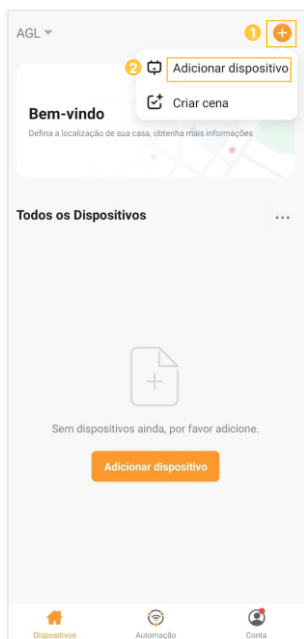 AGL
1
2 Adicionar dispositivo
Criar cena
Bem-vindo
Defina a localização de sua casa, obtenha mais informações
Todos os Dispositivos
Sem dispositivos ainda, por favor adicione.
Adicionar dispositivo
Dispositivos Automação Conta